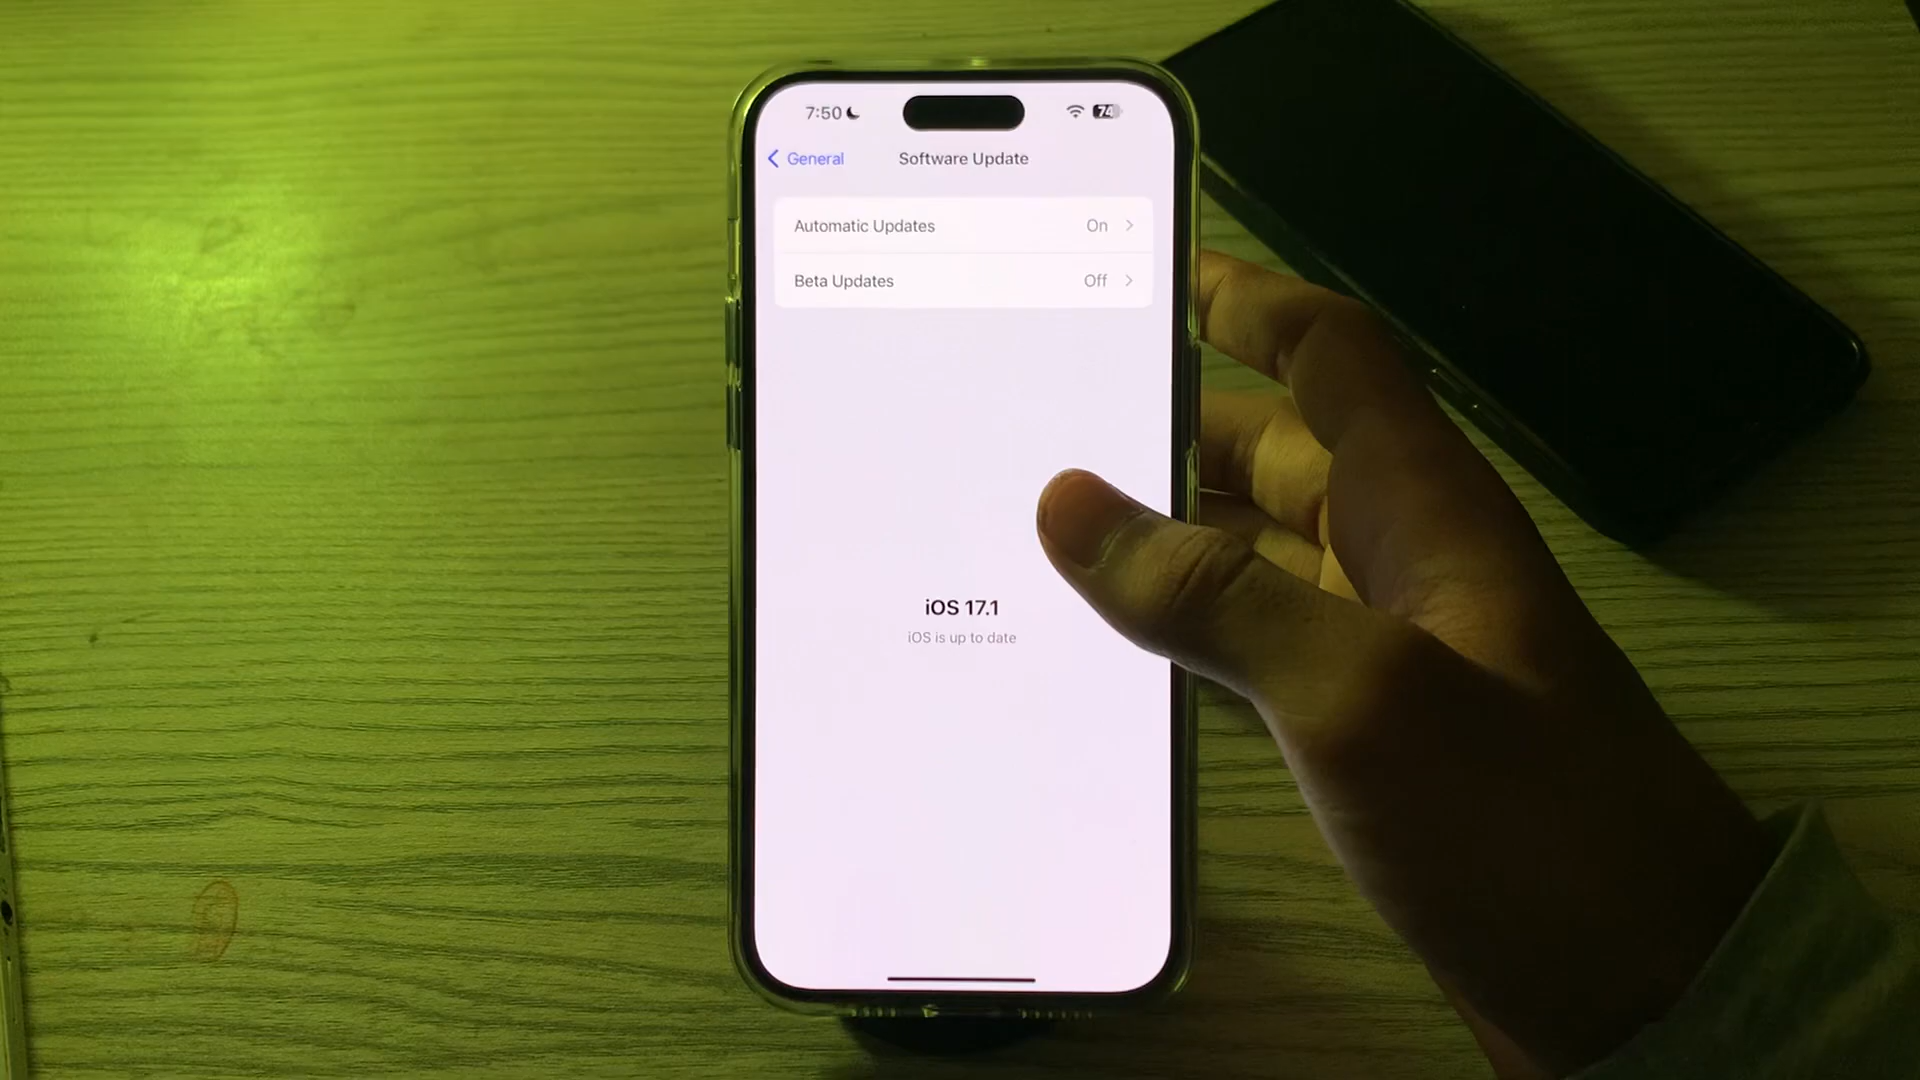 7:50 74
General Software Update
Automatic Updates On
Beta Updates Off
iOS 17.1
iOS is up to date